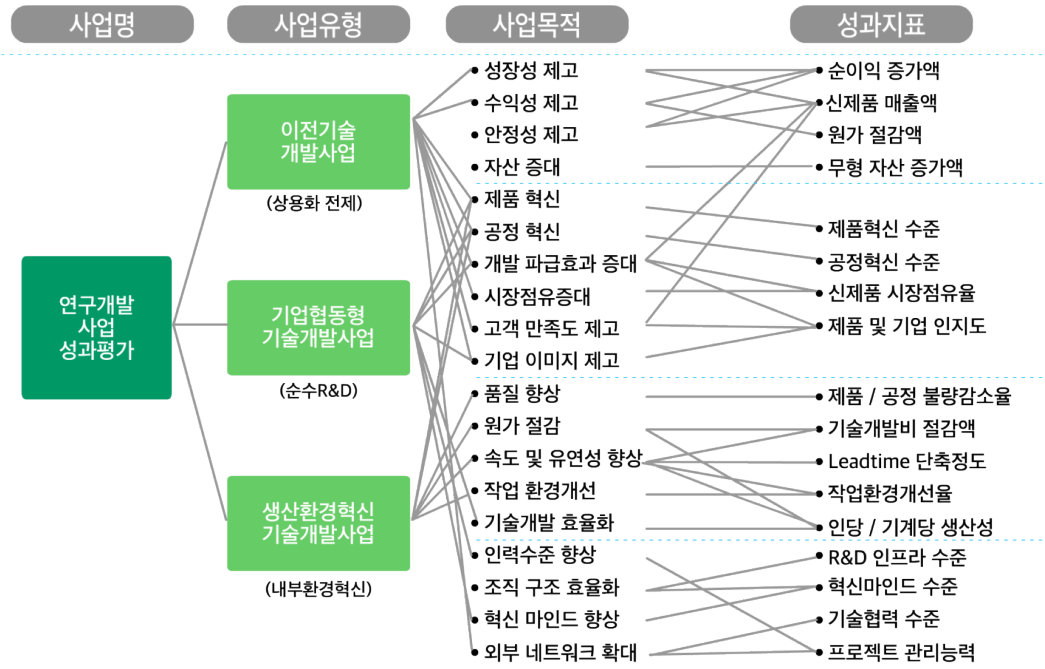 사업명
사업유형
사업목적
성과지표
연구개발
사업
성과평가
이전기술
개발사업
(상용화 전제)
기업협동형
기술개발사업
(순수R&D)
생산환경혁신
기술개발사업
(내부환경혁신)
• 성장성 제고
• 수익성 제고
• 안정성 제고
• 자산 증대
• 제품 혁신
• 공정 혁신
• 개발 파급효과 증대
• 시장점유증대
• 고객 만족도 제고
• 기업 이미지 제고
• 품질 향상
• 원가 절감
• 속도 및 유연성 향상
• 작업 환경개선
• 기술개발 효율화
• 인력수준 향상
• 조직 구조 효율화
• 혁신 마인드 향상
• 외부 네트워크 확대
• 순이익 증가액
• 신제품 매출액
• 원가 절감액
• 무형 자산 증가액
• 제품혁신 수준
• 공정혁신 수준
• 신제품 시장점유율
• 제품 및 기업 인지도
• 제품 / 공정 불량감소율
• 기술개발비 절감액
• Leadtime 단축정도
• 작업환경개선율
• 인당 / 기계당 생산성
• R&D 인프라 수준
• 혁신마인드 수준
• 기술협력 수준
• 프로젝트 관리능력